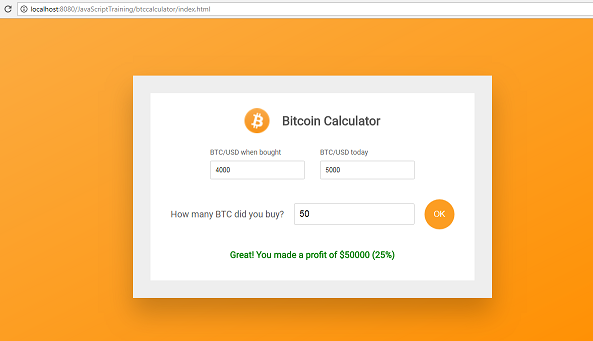 localhost:8080/JavaScriptTraining/btccalculator/index.html
Bitcoin Calculator
BTC/USD when bought
BTC/USD today
4000
5000
How many BTC did you buy?
50
OK
Great! You made a profit of $50000 (25%)